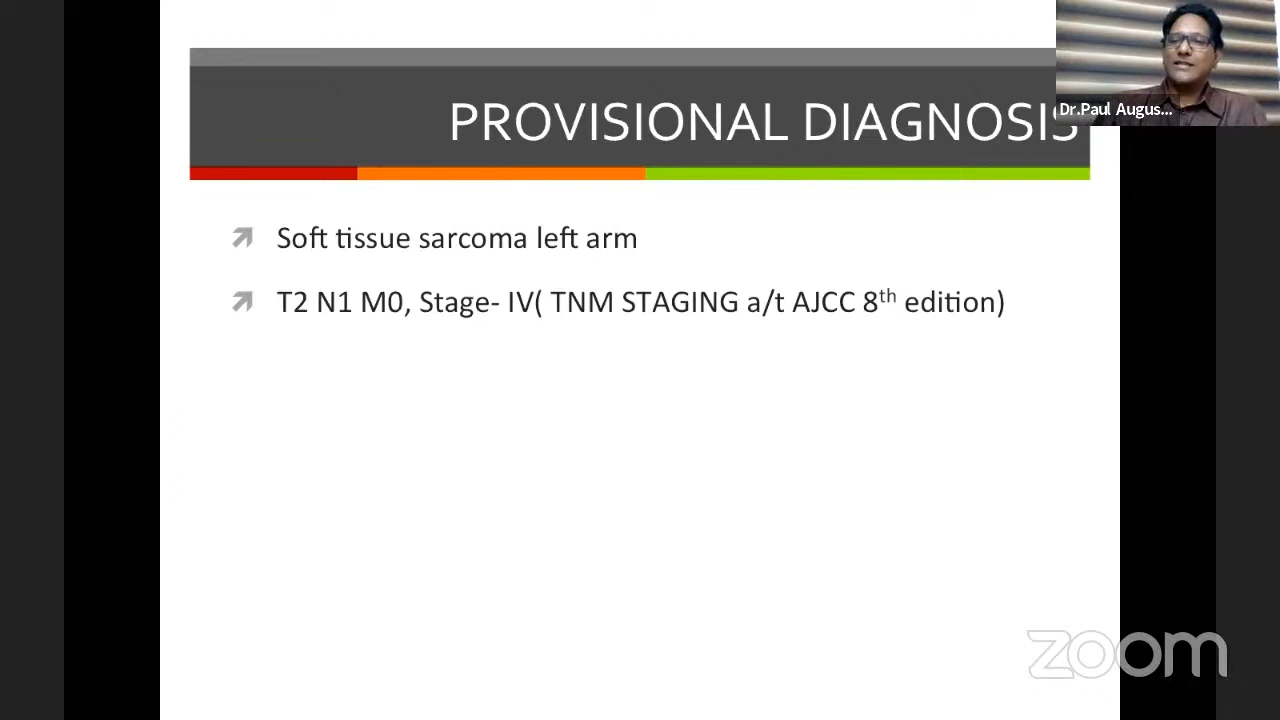 PROVISIONAL DIAGNOSIS
Dr.Paul Augus...
Soft tissue sarcoma left arm
T2 N1 M0, Stage- IV( TNM STAGING a/t AJCC 8th edition)
zoom